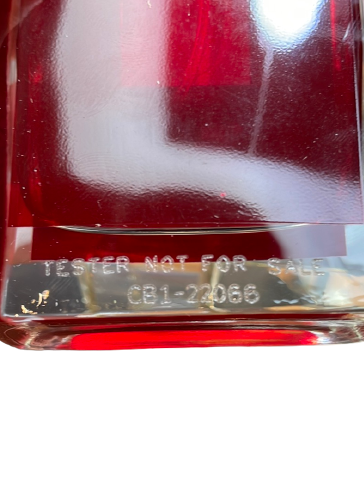 TESTER NOT FOR SALE
CB1-22066